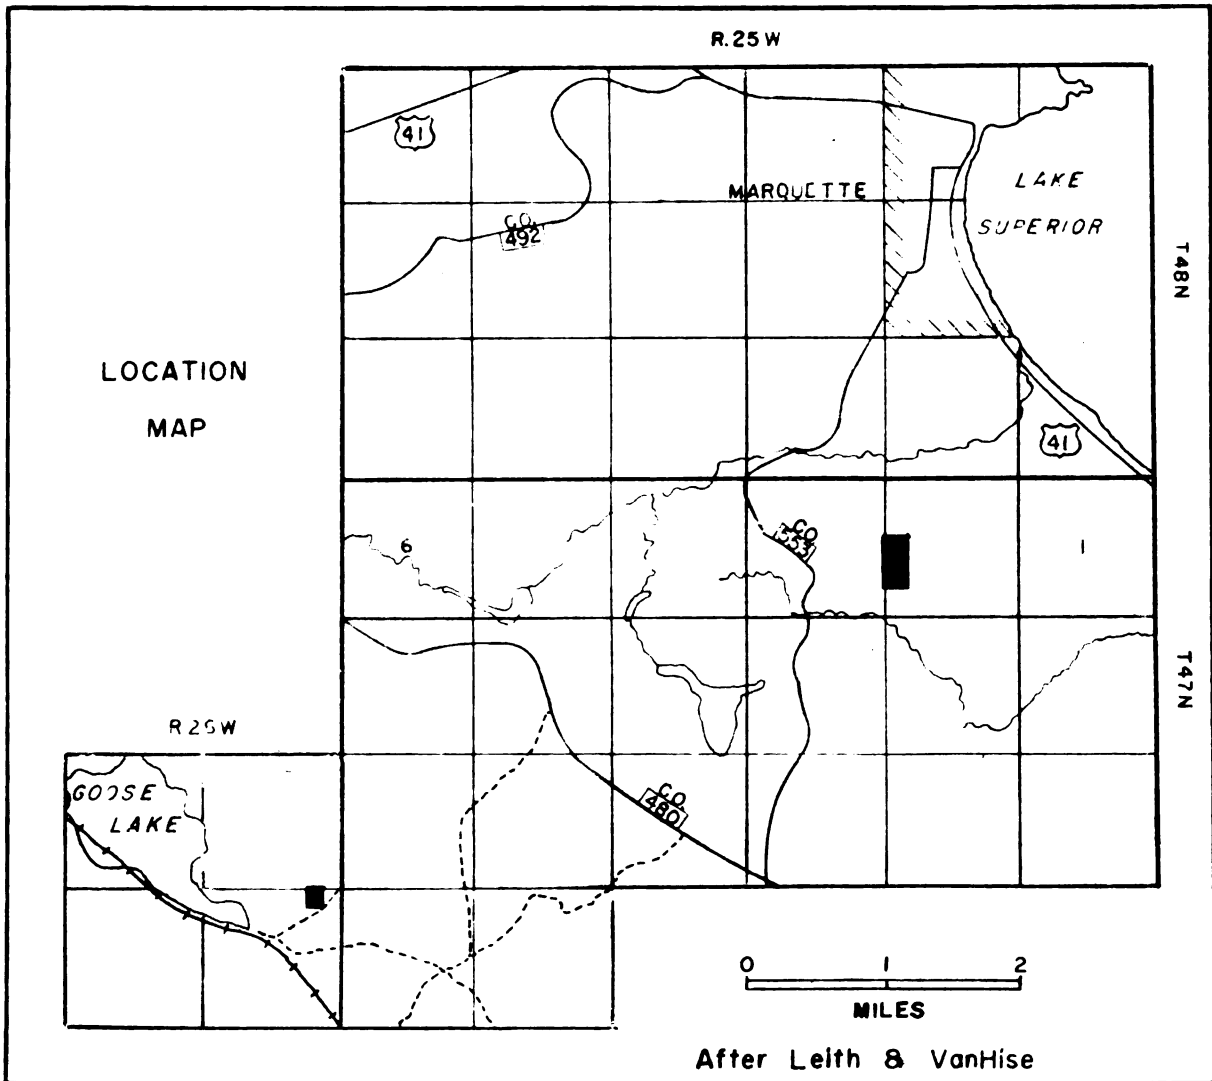 R.25W
41
MARQUETTE
LAKE
SUPERIOR
CO.
492
T48N
LOCATION
MAP
41
CO
553
6
1
T47N
R26W
GOOSE
LAKE
CO.
480
0 1 2
MILES
After Leith & VanHise